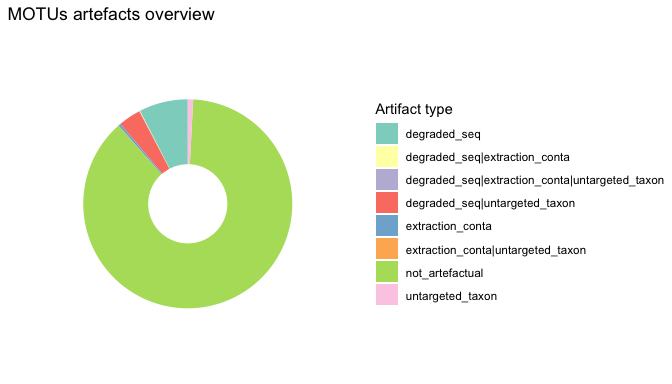 MOTUs artefacts overview
Artifact type
degraded_seq
degraded_seq|extraction_conta
degraded_seq|extraction_conta|untargeted_taxon
degraded_seq|untargeted_taxon
extraction_conta
extraction_conta|untargeted_taxon
not_artefactual
untargeted_taxon